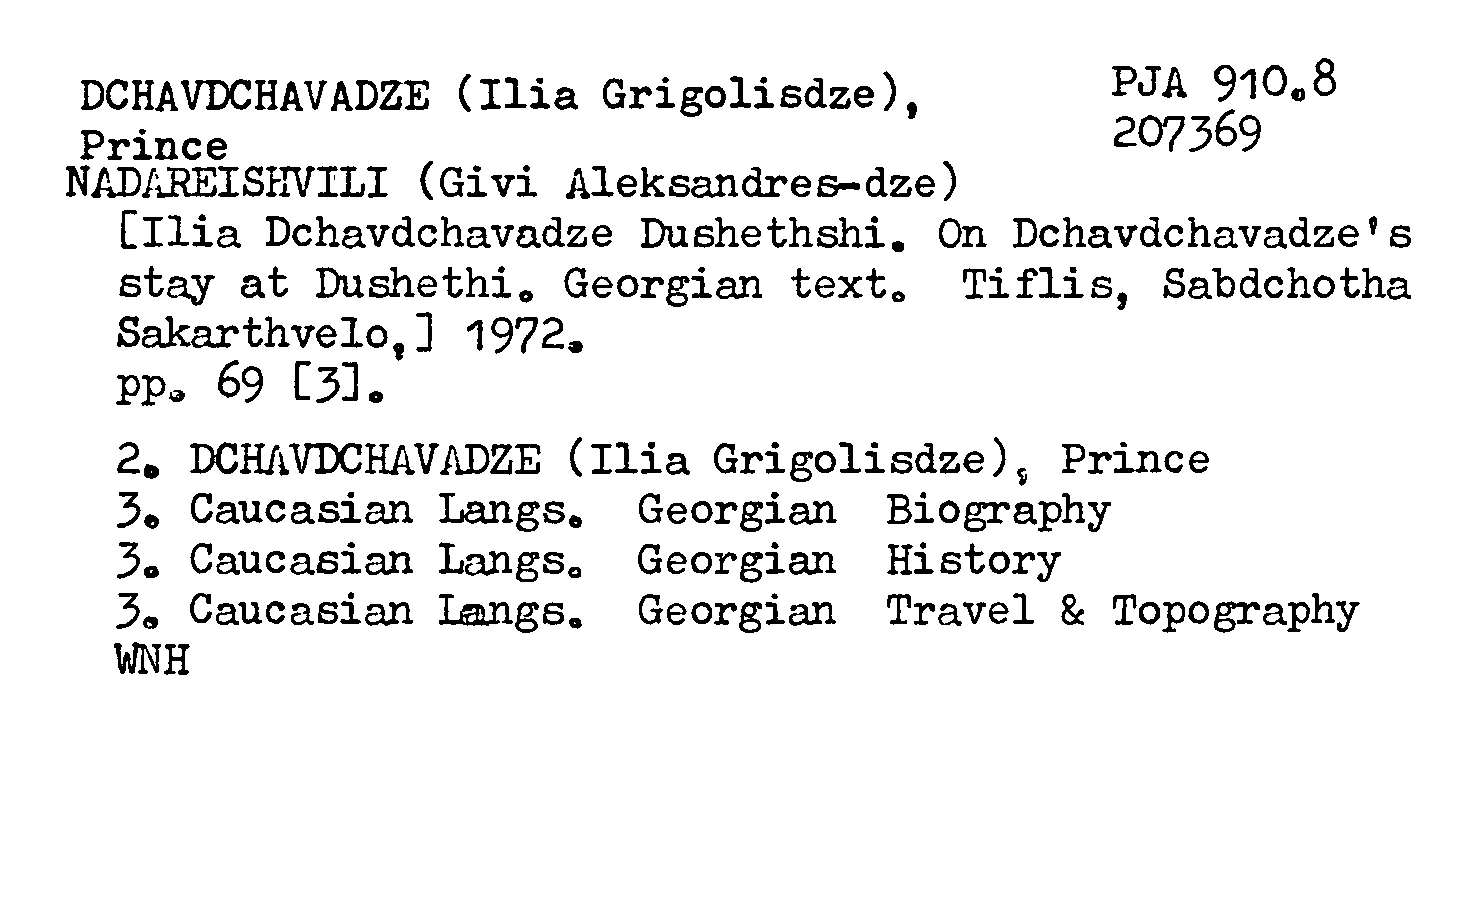 DCHAVDCHAVADZE (Ilia Grigolisdze),
Prince
PJA 910.8
207369
NADAREISHVILI (Givi Aleksandres-dze)
[Ilia Dchavdchavadze Dushethshi. On Dchavdchavadze's
stay at Dushethi. Georgian text. Tiflis, Sabdchotha
Sakarthvelo,] 1972.
pp. 69 [3].
2. DCHAVDCHAVADZE (Ilia Grigolisdze), Prince
3. Caucasian Langs. Georgian Biography
3. Caucasian Langs. Georgian History
3. Caucasian Langs. Georgian Travel & Topography
WNH